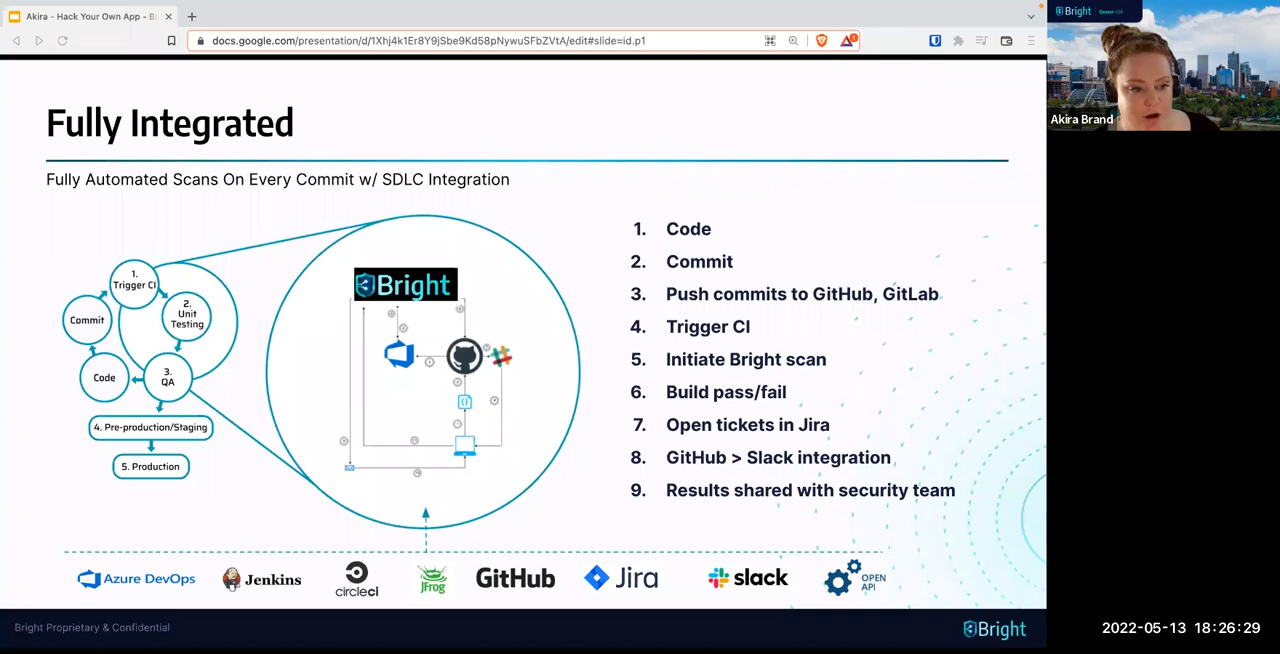 Akira - Hack Your Own App - B
docs.google.com/presentation/d/1Xhj4k1Er8Y9jSbe9Kd58pNywuSFbZVtA/edit#slide=id.p1
Bright
Denver USA
Akira Brand
Fully Integrated
Fully Automated Scans On Every Commit w/ SDLC Integration
1.
Trigger CI
2.
Unit
Testing
Commit
Code
3.
QA
4. Pre-production/Staging
5. Production
Bright
1. Code
2. Commit
3. Push commits to GitHub, GitLab
4. Trigger CI
5. Initiate Bright scan
6. Build pass/fail
7. Open tickets in Jira
8. GitHub > Slack integration
9. Results shared with security team
Azure DevOps
Jenkins
circleci
JFrog
GitHub
Jira
slack
OPEN
API
Bright Proprietary & Confidential
Bright
2022-05-13 18:26:29